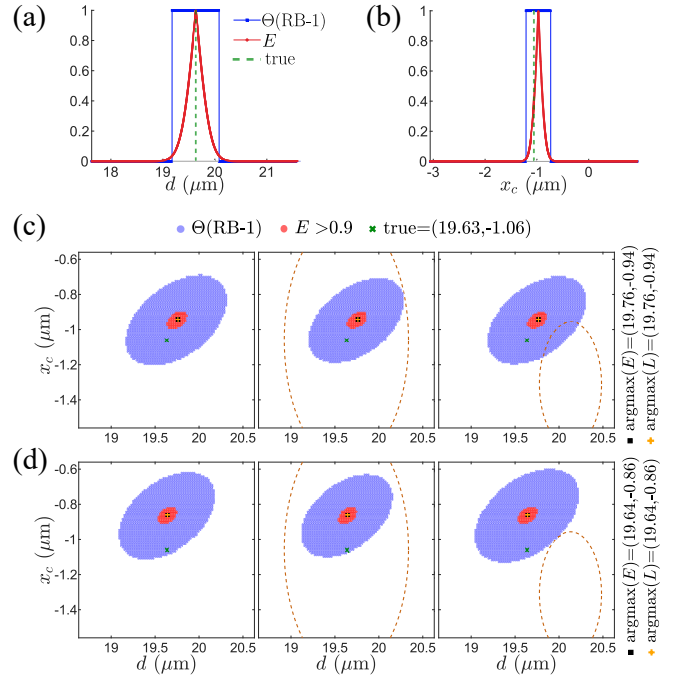 (a)
(b)
Θ(RB-1)
E
true
1
0.8
0.6
0.4
0.2
0
18 19 20 21
d (μm)
1
0.8
0.6
0.4
0.2
0
-3 -2 -1 0
x_c (μm)
Θ(RB-1) E >0.9 true=(19.63,-1.06)
(c)
-0.6
-0.8
-1
-1.2
-1.4
x_c (μm)
19 19.5 20 20.5
19 19.5 20 20.5
19 19.5 20 20.5
argmax(E)=(19.76,-0.94)
argmax(L)=(19.76,-0.94)
(d)
-0.6
-0.8
-1
-1.2
-1.4
x_c (μm)
19 19.5 20 20.5
19 19.5 20 20.5
19 19.5 20 20.5
d (μm)
d (μm)
d (μm)
argmax(E)=(19.64,-0.86)
argmax(L)=(19.64,-0.86)